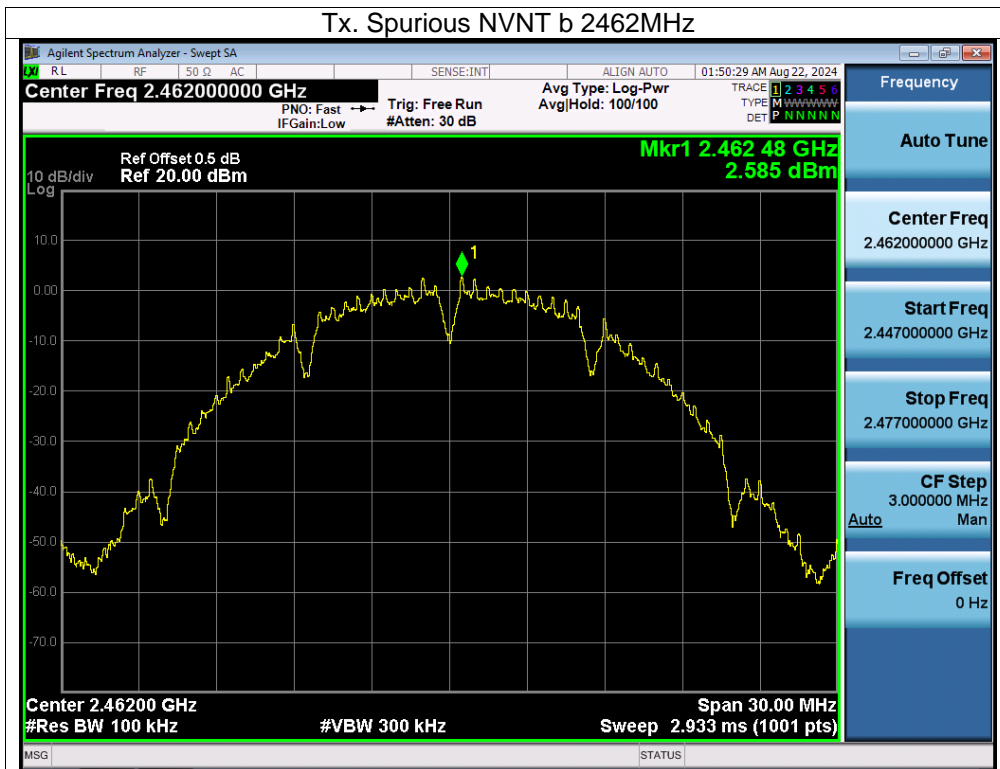 Tx. Spurious NVNT b 2462MHz
Agilent Spectrum Analyzer - Swept SA
LXI RL RF 50 Ω AC SENSE:INT ALIGN AUTO 01:50:29 AM Aug 22, 2024
Center Freq 2.462000000 GHz
PNO: Fast
IFGain:Low
Trig: Free Run
#Atten: 30 dB
Avg Type: Log-Pwr
Avg|Hold: 100/100
TRACE 1 2 3 4 5 6
TYPE M WWWWW
DET P N N N N N
Mkr1 2.462 48 GHz
2.585 dBm
Ref Offset 0.5 dB
10 dB/div Ref 20.00 dBm
Log
1
10.0
0.00
-10.0
-20.0
-30.0
-40.0
-50.0
-60.0
-70.0
Center 2.46200 GHz Span 30.00 MHz
#Res BW 100 kHz #VBW 300 kHz Sweep 2.933 ms (1001 pts)
MSG STATUS
Frequency
Auto Tune
Center Freq
2.462000000 GHz
Start Freq
2.447000000 GHz
Stop Freq
2.477000000 GHz
CF Step
3.000000 MHz
Auto Man
Freq Offset
0 Hz